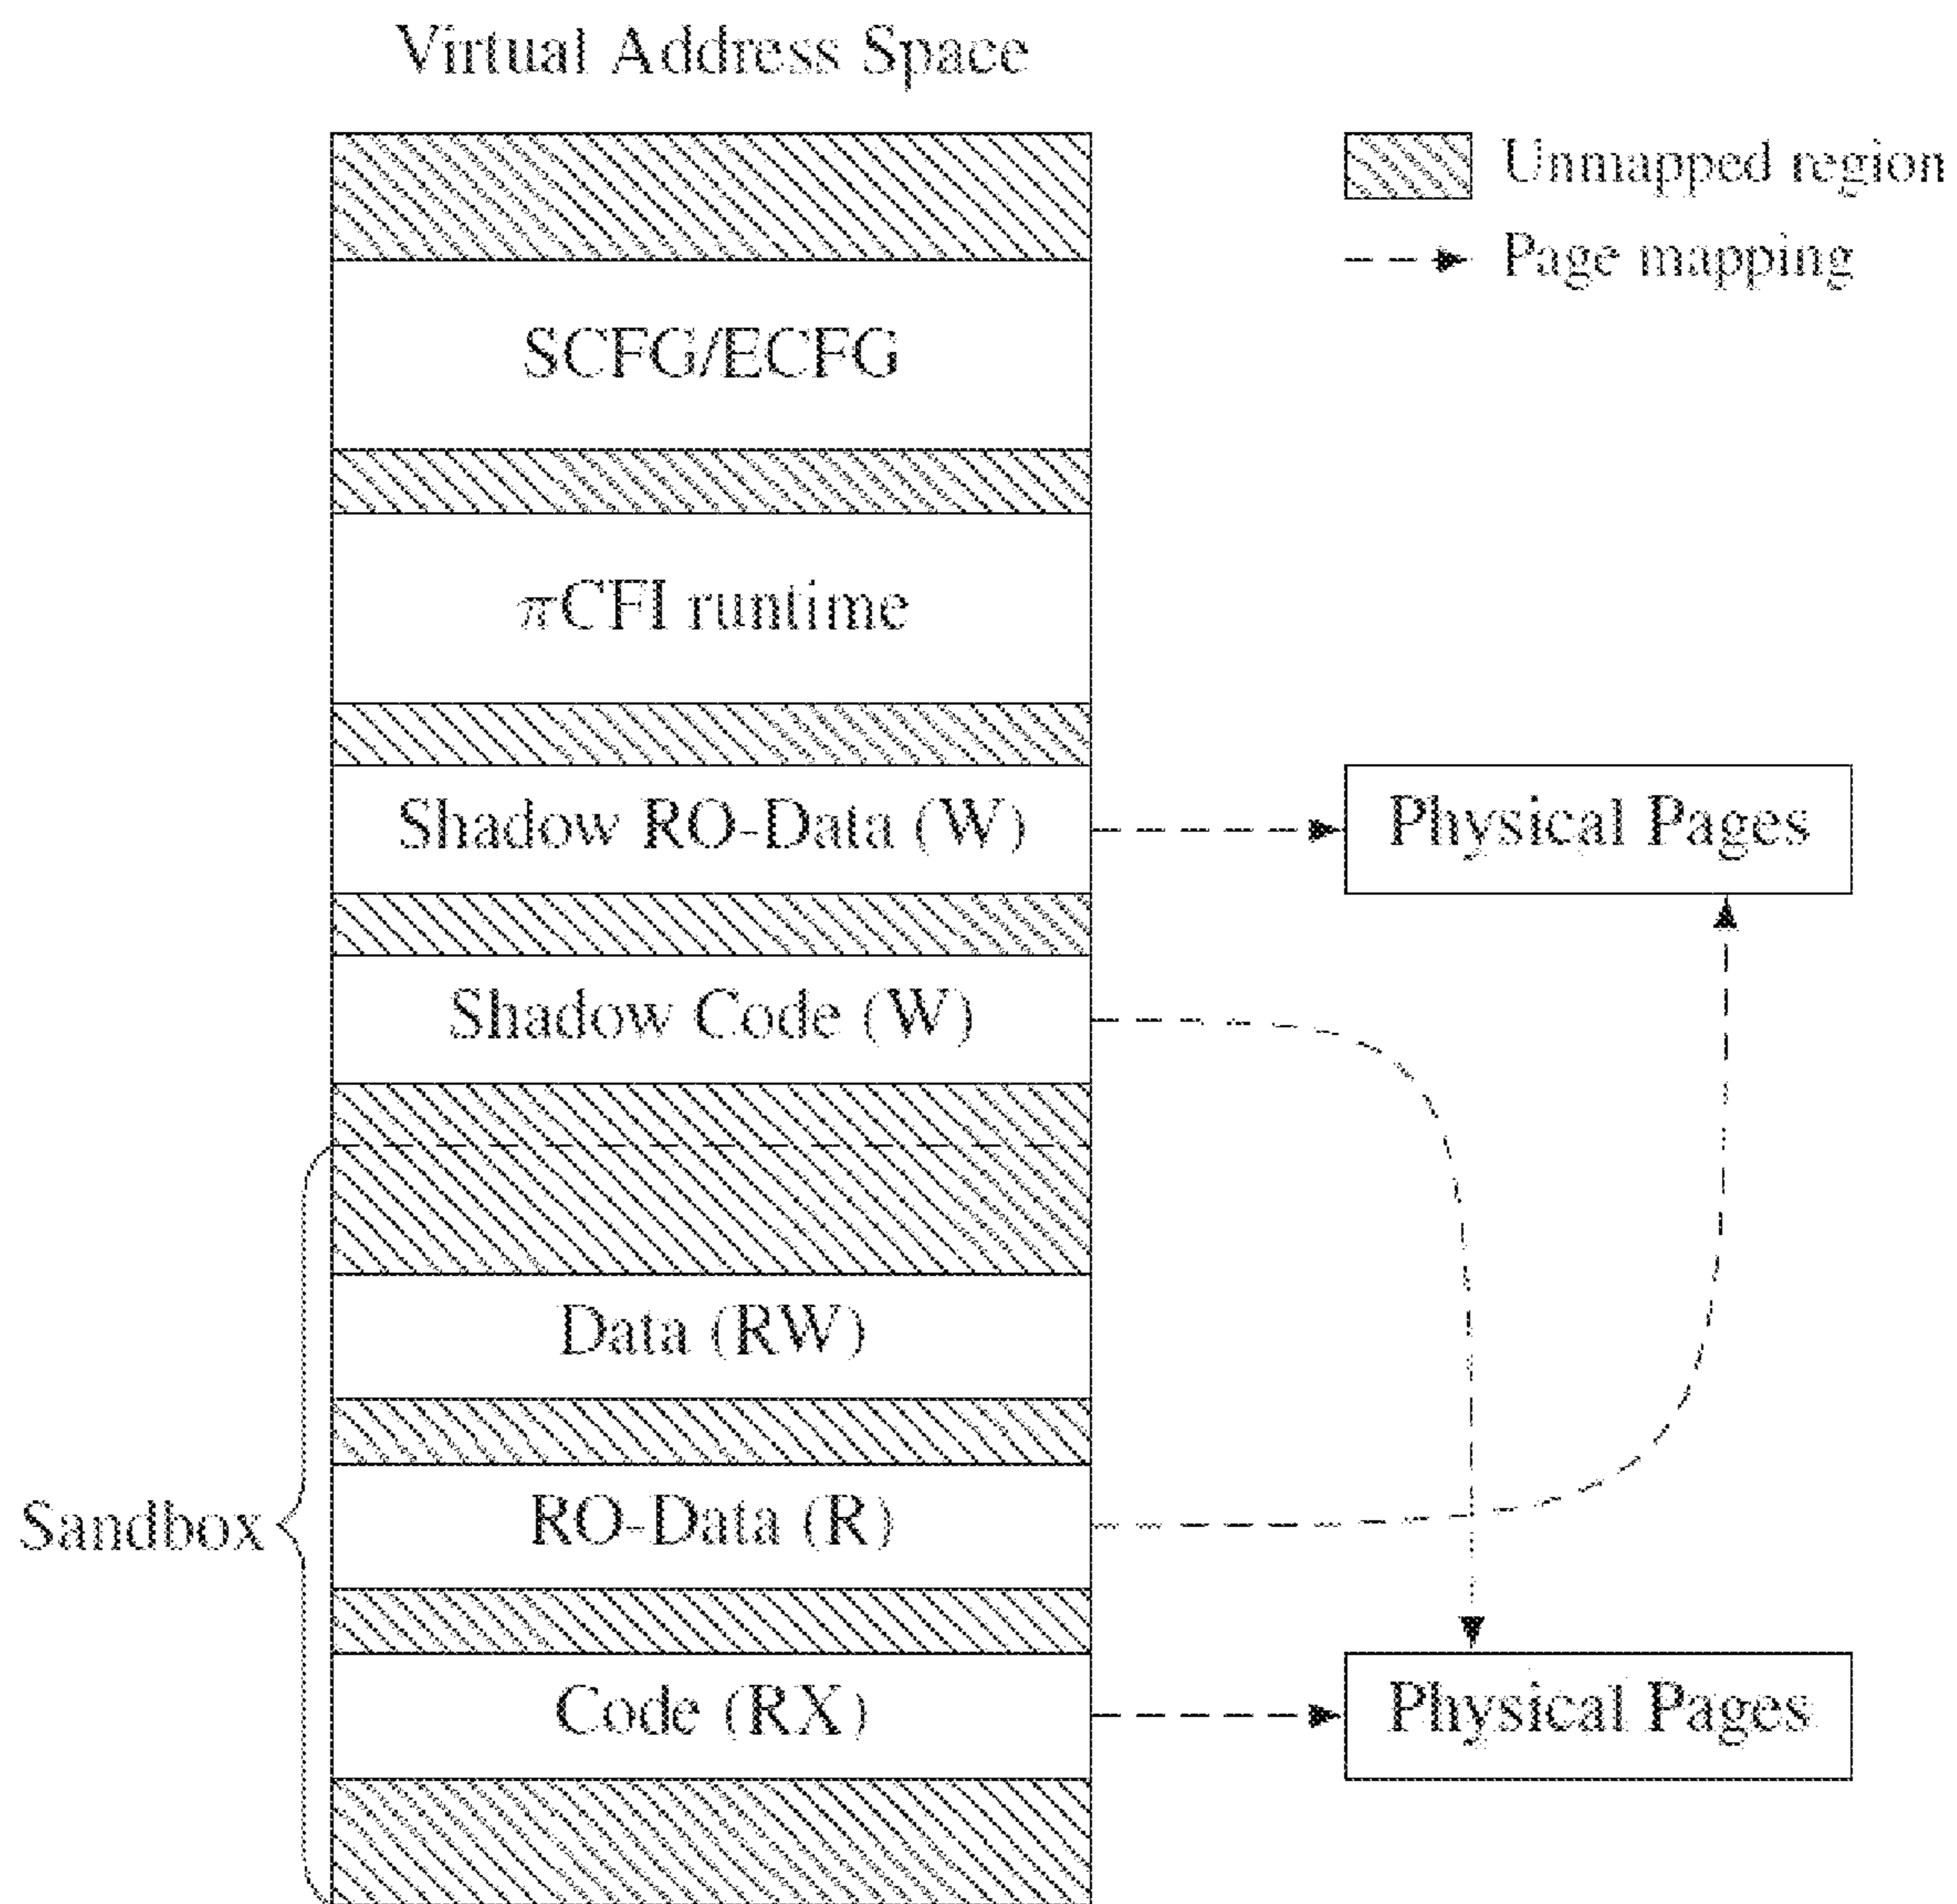 Virtual Address Space
Unmapped region
Page mapping
SCFG/ECFG
πCFI runtime
Shadow RO-Data (W)
Physical Pages
Shadow Code (W)
Data (RW)
Sandbox
RO-Data (R)
Code (RX)
Physical Pages